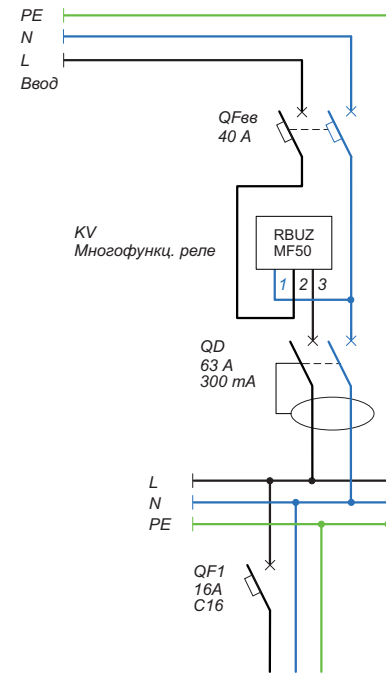 PE
N
L
Ввод
QFвв
40 А
KV
Многофункц. реле
RBUZ
MF50
1 2 3
QD
63 А
300 mA
L
N
PE
QF1
16А
C16